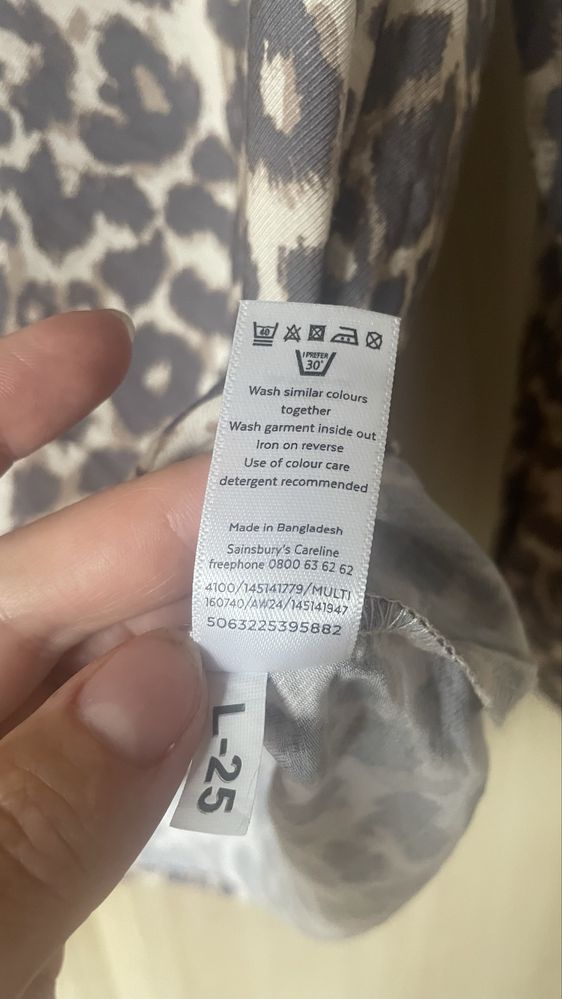 40
I PREFER
30°
Wash similar colours
together
Wash garment inside out
Iron on reverse
Use of colour care
detergent recommended
Made in Bangladesh
Sainsbury's Careline
freephone 0800 63 62 62
4100/145141779/MULTI
160740/AW24/145141947
5063225395882
L-25